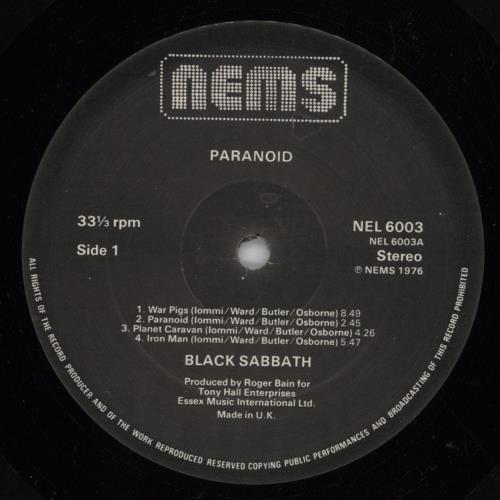 nems
PARANOID
33⅓ rpm
Side 1
NEL 6003
NEL 6003A
Stereo
℗ NEMS 1976
1. War Pigs (Iommi/Ward/Butler/Osborne) 8.49
2. Paranoid (Iommi/Ward/Butler/Osborne) 2.45
3. Planet Caravan (Iommi/Ward/Butler/Osborne) 4.26
4. Iron Man (Iommi/Ward/Butler/Osborne) 5.47
BLACK SABBATH
Produced by Roger Bain for
Tony Hall Enterprises
Essex Music International Ltd.
Made in U.K.
ALL RIGHTS OF THE RECORD PRODUCER AND OF THE WORK REPRODUCED RESERVED COPYING PUBLIC PERFORMANCES AND BROADCASTING OF THIS RECORD PROHIBITED